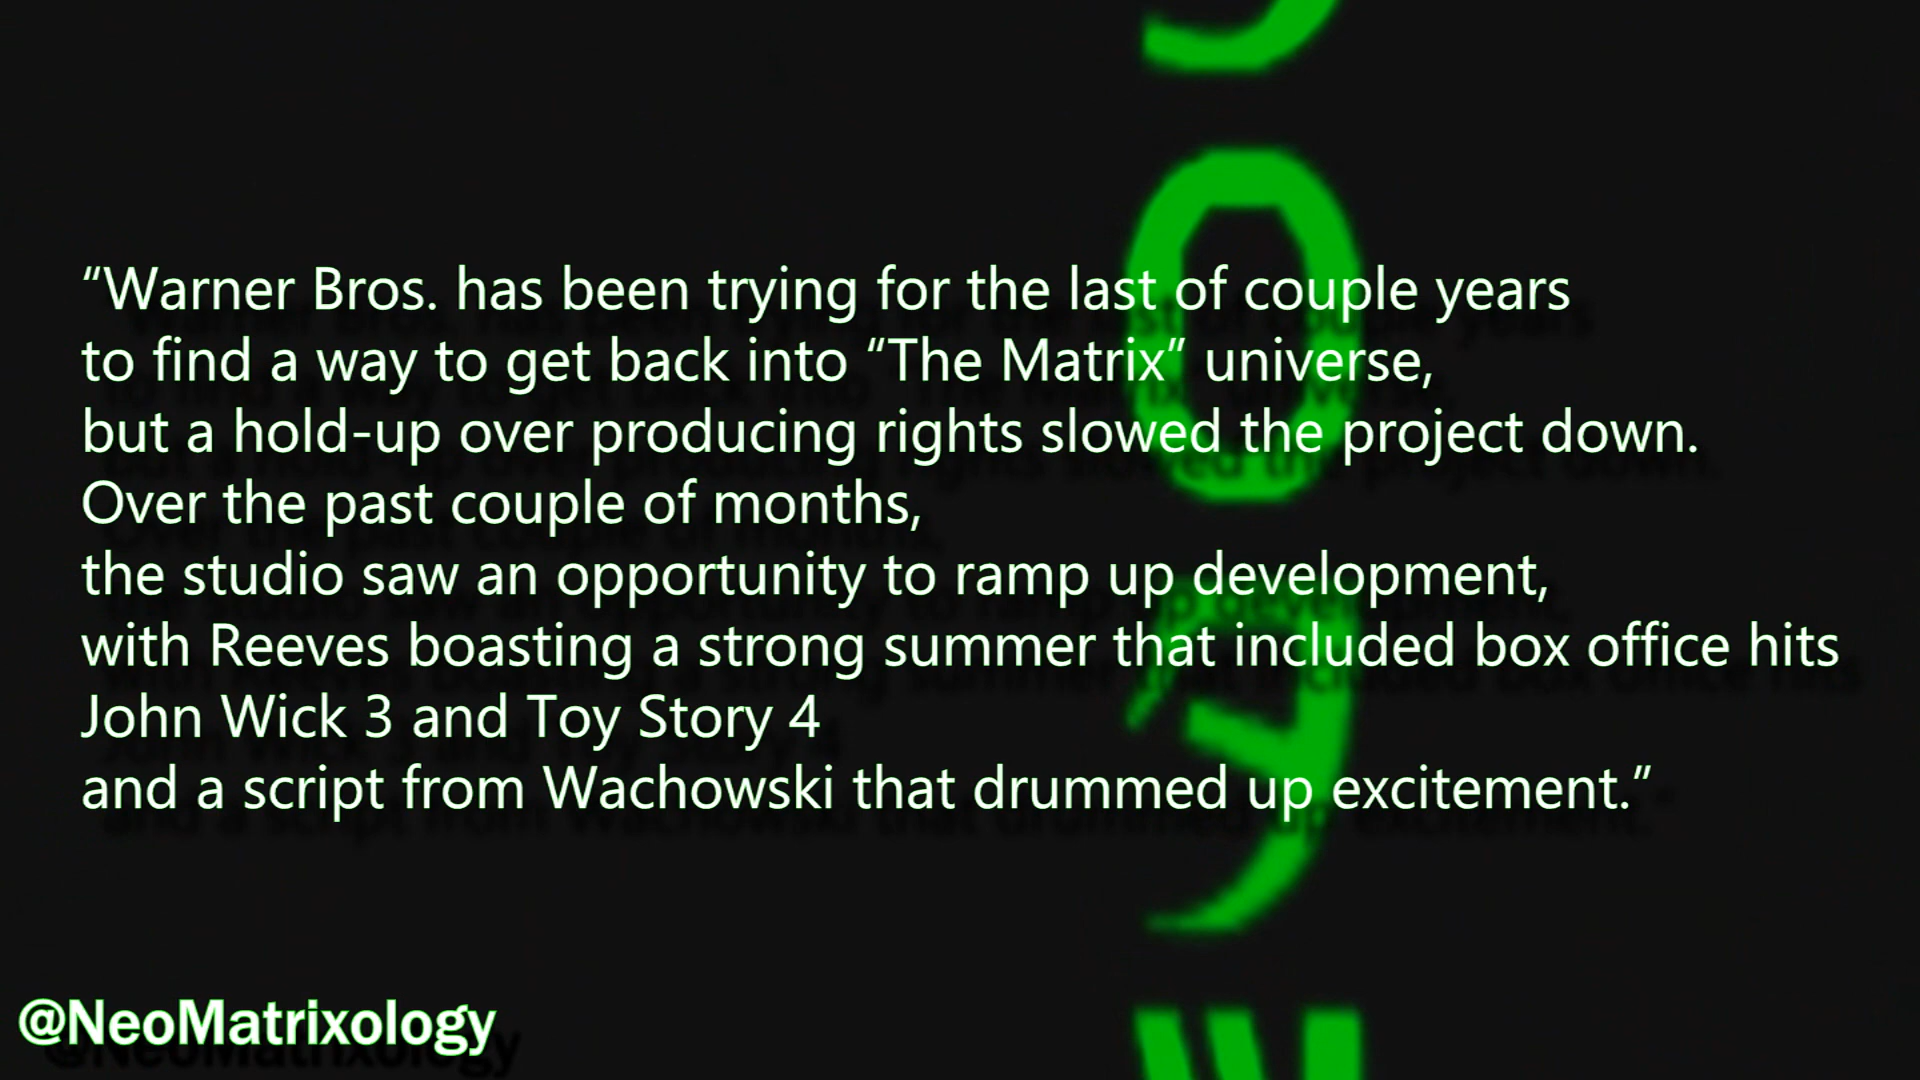 “Warner Bros. has been trying for the last of couple years
to find a way to get back into “The Matrix” universe,
but a hold-up over producing rights slowed the project down.
Over the past couple of months,
the studio saw an opportunity to ramp up development,
with Reeves boasting a strong summer that included box office hits
John Wick 3 and Toy Story 4
and a script from Wachowski that drummed up excitement.”
@NeoMatrixology